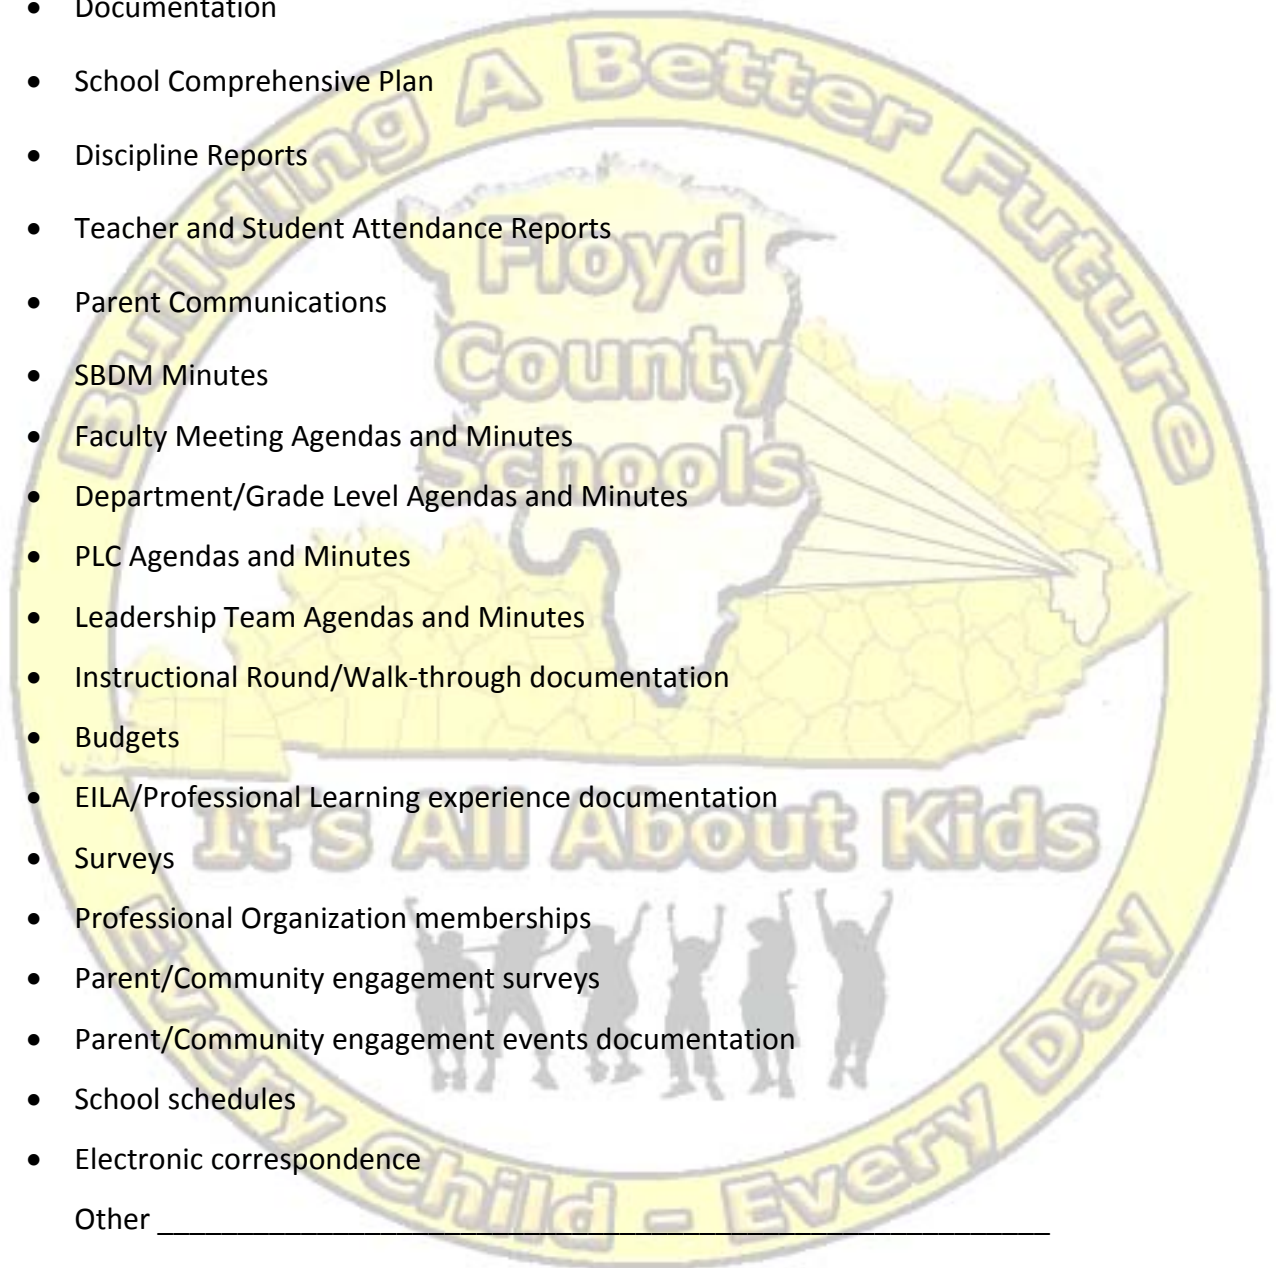 • Documentation
• School Comprehensive Plan
• Discipline Reports
• Teacher and Student Attendance Reports
• Parent Communications
• SBDM Minutes
• Faculty Meeting Agendas and Minutes
• Department/Grade Level Agendas and Minutes
• PLC Agendas and Minutes
• Leadership Team Agendas and Minutes
• Instructional Round/Walk-through documentation
• Budgets
• EILA/Professional Learning experience documentation
• Surveys
• Professional Organization memberships
• Parent/Community engagement surveys
• Parent/Community engagement events documentation
• School schedules
• Electronic correspondence
Other ______________________________
Building A Better Future
Floyd
County
Schools
It's All About Kids
Every Child - Every Day